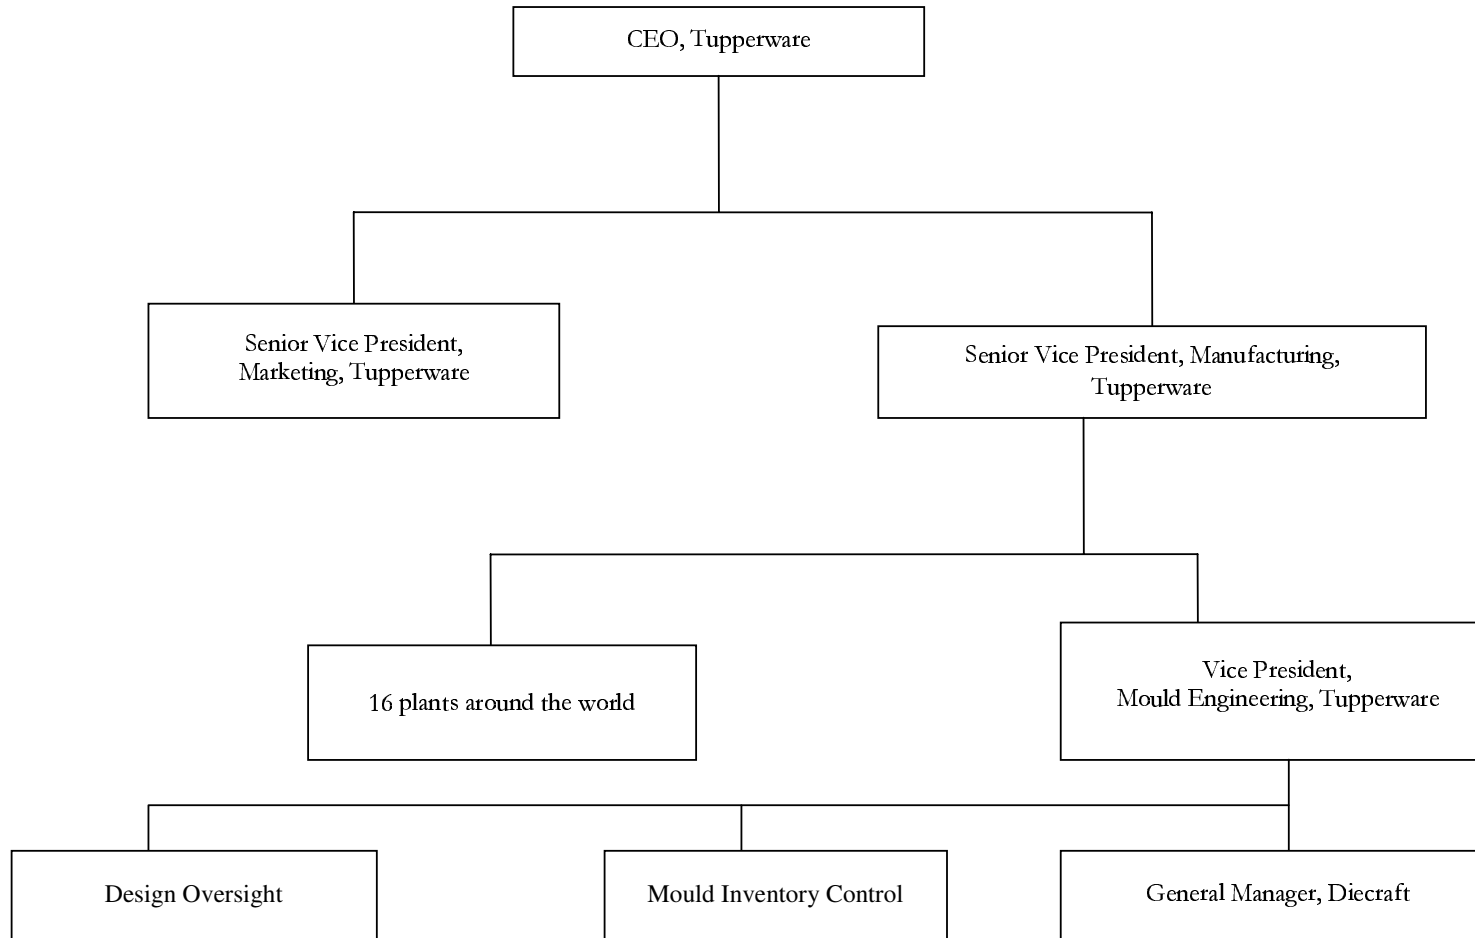 CEO, Tupperware
Senior Vice President,
Marketing, Tupperware
Senior Vice President, Manufacturing,
Tupperware
16 plants around the world
Vice President,
Mould Engineering, Tupperware
Design Oversight
Mould Inventory Control
General Manager, Diecraft